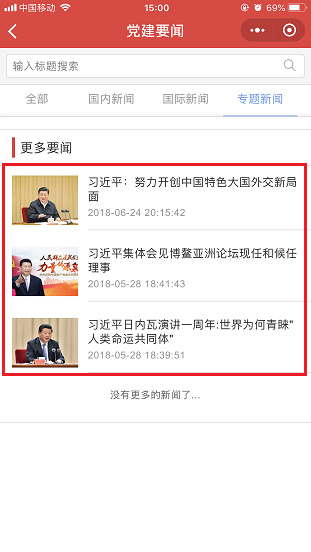 中国移动
15:00
69%
党建要闻
输入标题搜索
全部
国内新闻
国际新闻
专题新闻
更多要闻
习近平：努力开创中国特色大国外交新局
面
2018-06-24 20:15:42
习近平集体会见博鳌亚洲论坛现任和候任
理事
2018-05-28 18:41:43
习近平日内瓦演讲一周年:世界为何青睐"
人类命运共同体"
2018-05-28 18:39:51
没有更多的新闻了...